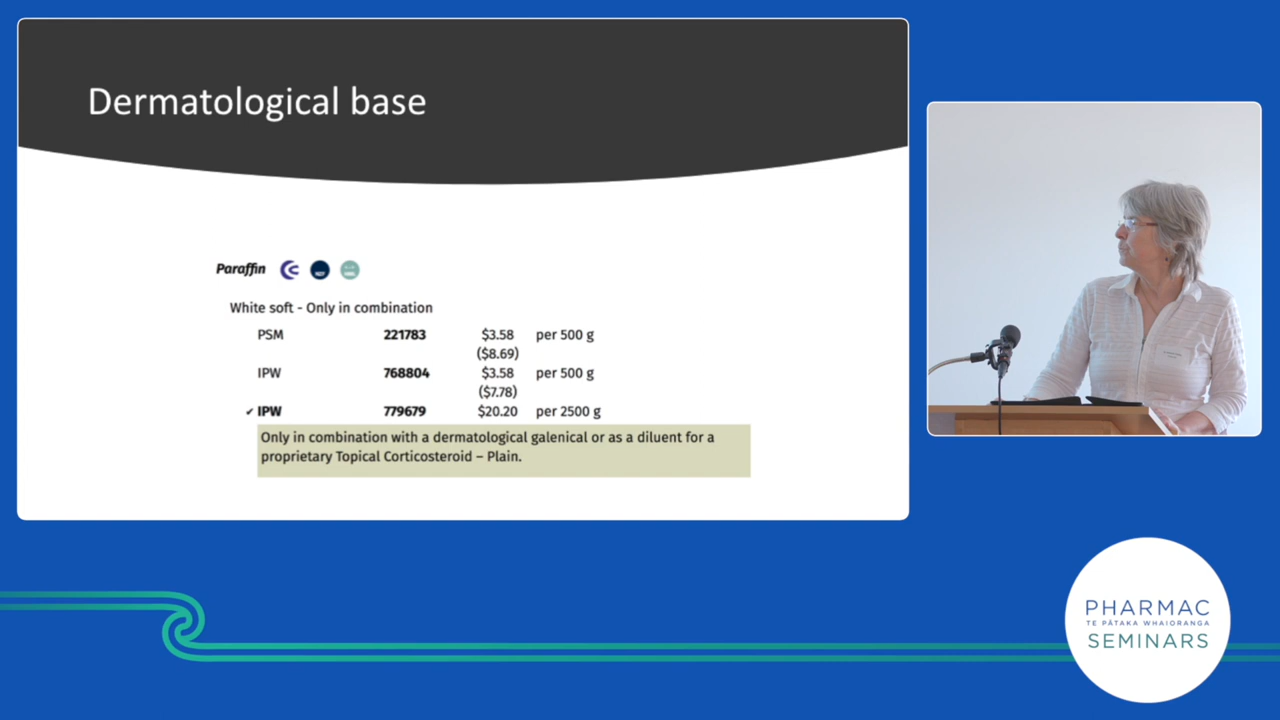 Dermatological base
Paraffin
White soft - Only in combination
PSM 221783 $3.58 per 500 g
($8.69)
IPW 768804 $3.58 per 500 g
($7.78)
✔ IPW 779679 $20.20 per 2500 g
Only in combination with a dermatological galenical or as a diluent for a
proprietary Topical Corticosteroid – Plain.
PHARMAC
TE PĀTAKA WHAIORANGA
SEMINARS